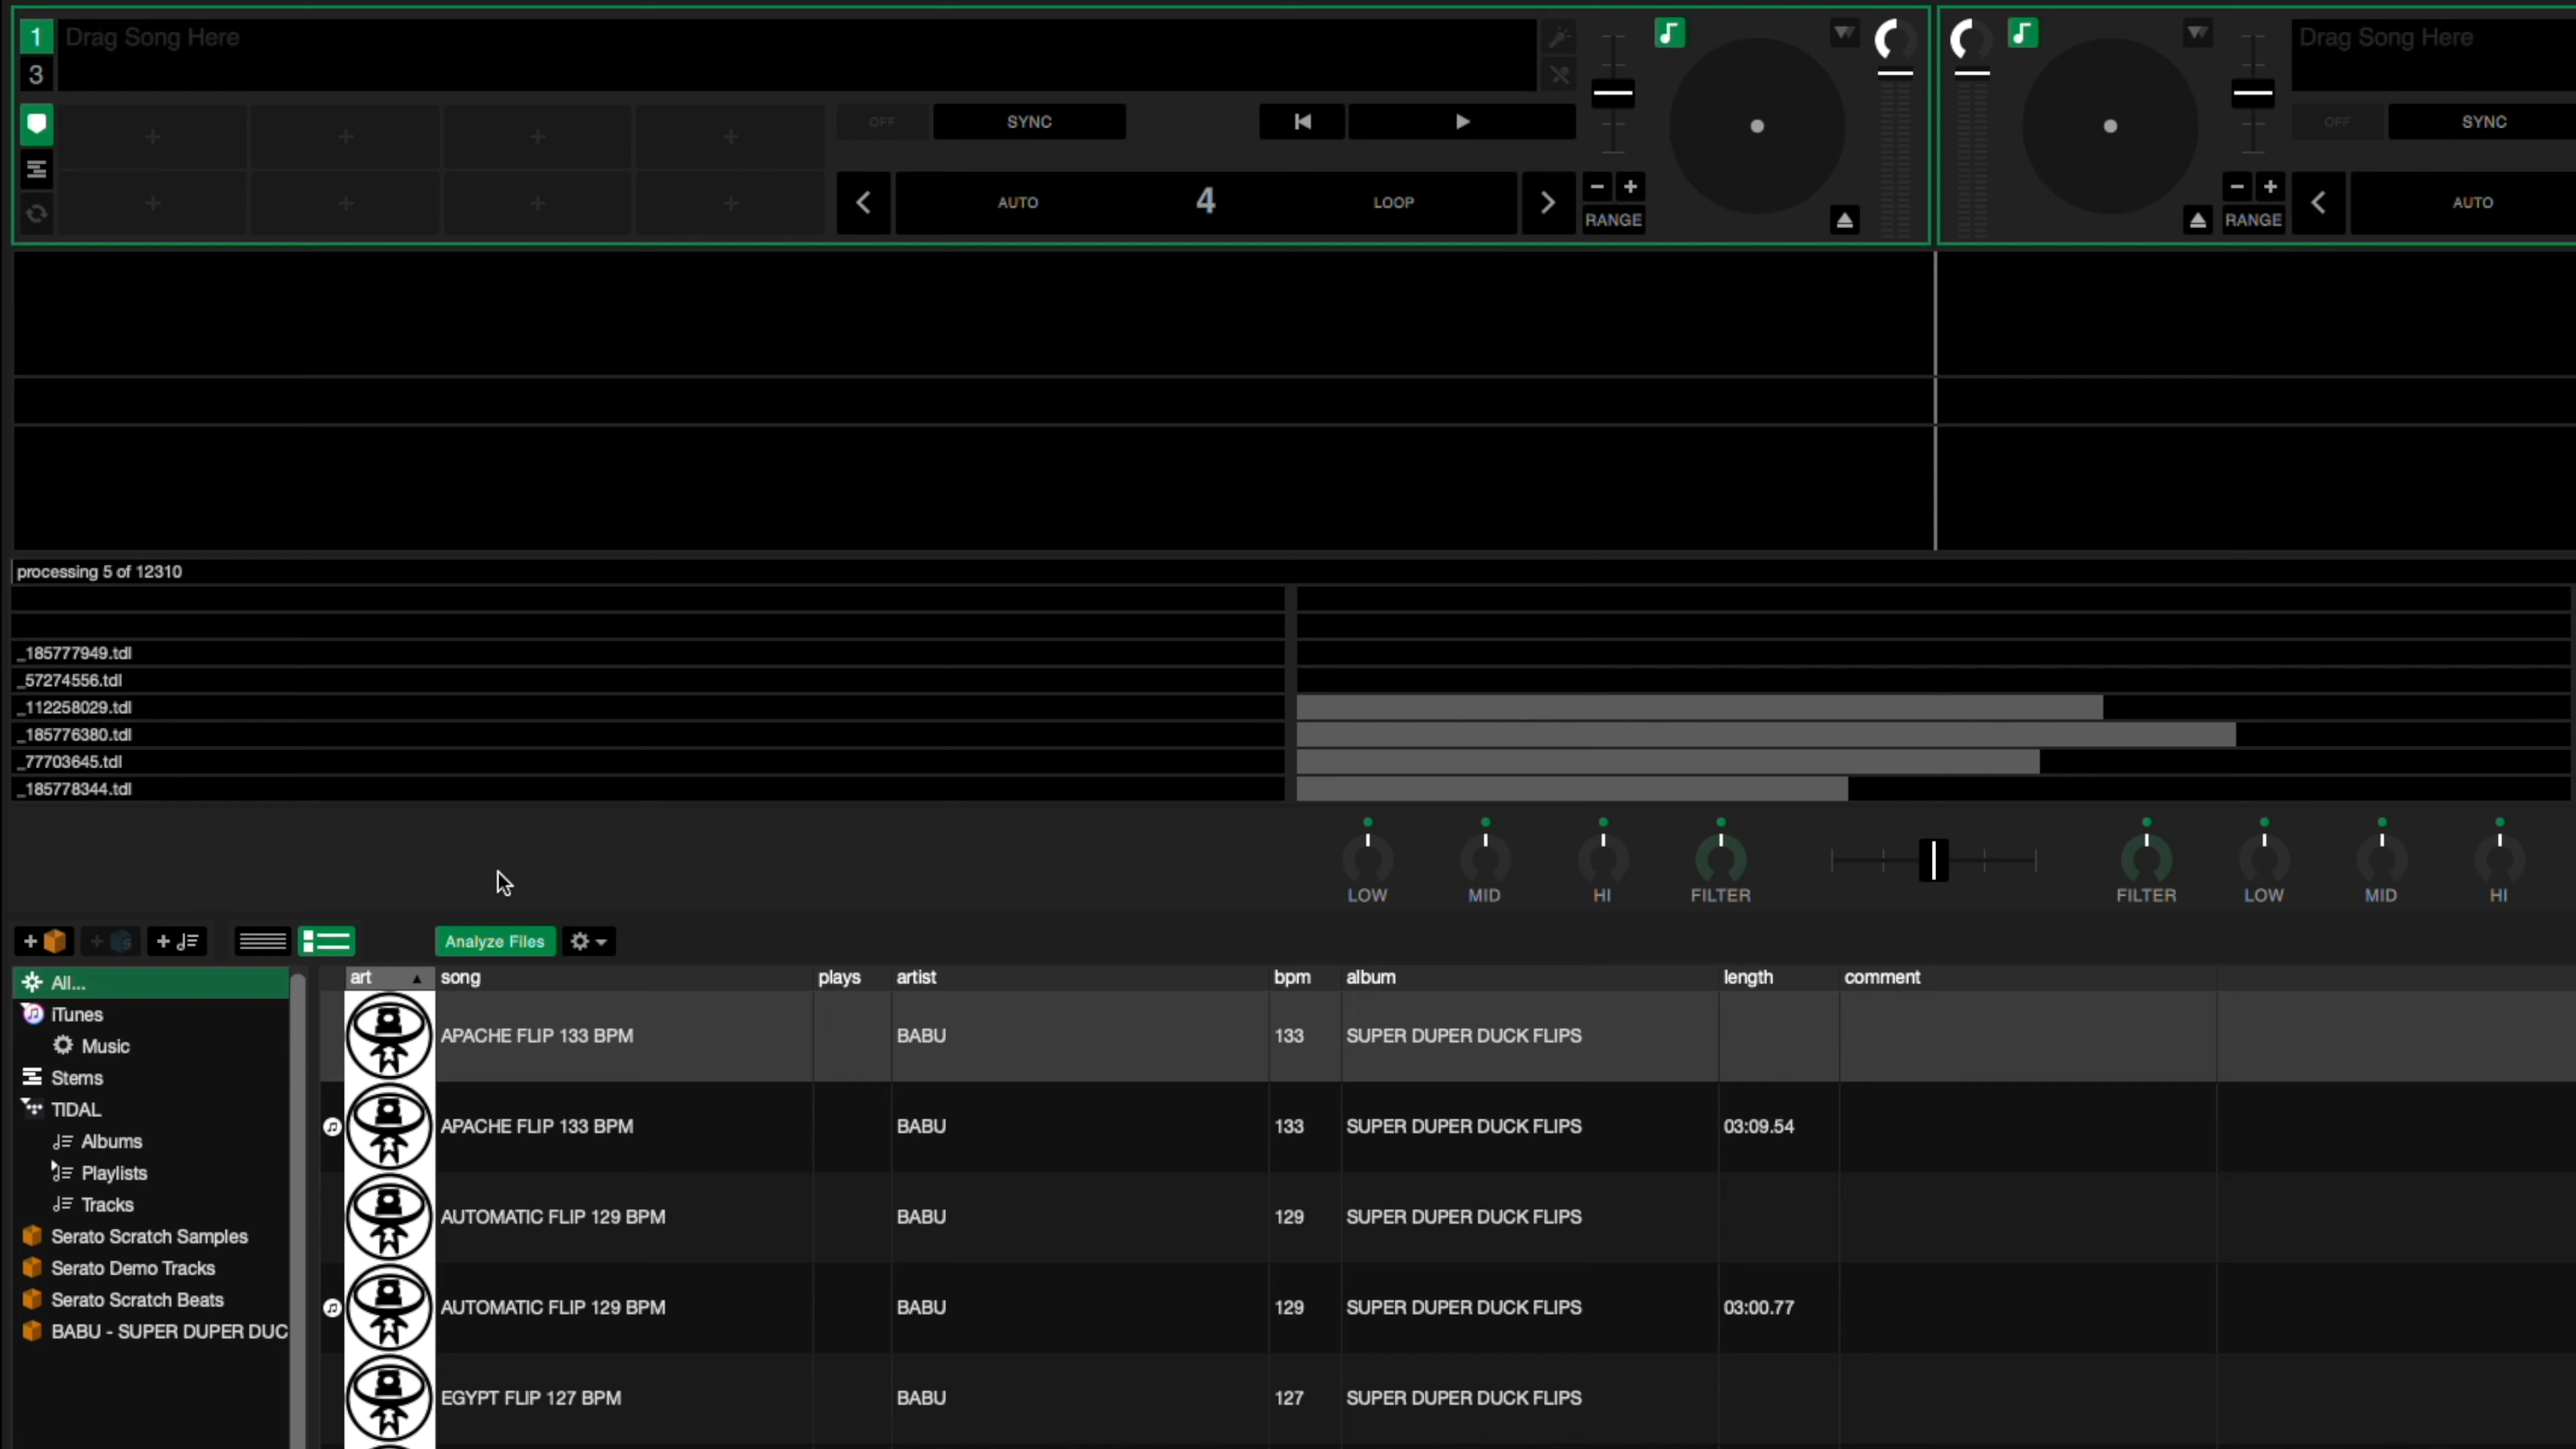 1 Drag Song Here
3
OFF SYNC
AUTO 4 LOOP
RANGE
Drag Song Here
OFF SYNC
RANGE AUTO
processing 5 of 12310
_185777949.tdl
_57274556.tdl
_112258029.tdl
_185776380.tdl
_77703645.tdl
_185778344.tdl
LOW MID HI FILTER FILTER LOW MID HI
Analyze Files
All...
iTunes
Music
Stems
TIDAL
Albums
Playlists
Tracks
Serato Scratch Samples
Serato Demo Tracks
Serato Scratch Beats
BABU - SUPER DUPER DUC
art song plays artist bpm album length comment
APACHE FLIP 133 BPM BABU 133 SUPER DUPER DUCK FLIPS
APACHE FLIP 133 BPM BABU 133 SUPER DUPER DUCK FLIPS 03:09.54
AUTOMATIC FLIP 129 BPM BABU 129 SUPER DUPER DUCK FLIPS
AUTOMATIC FLIP 129 BPM BABU 129 SUPER DUPER DUCK FLIPS 03:00.77
EGYPT FLIP 127 BPM BABU 127 SUPER DUPER DUCK FLIPS